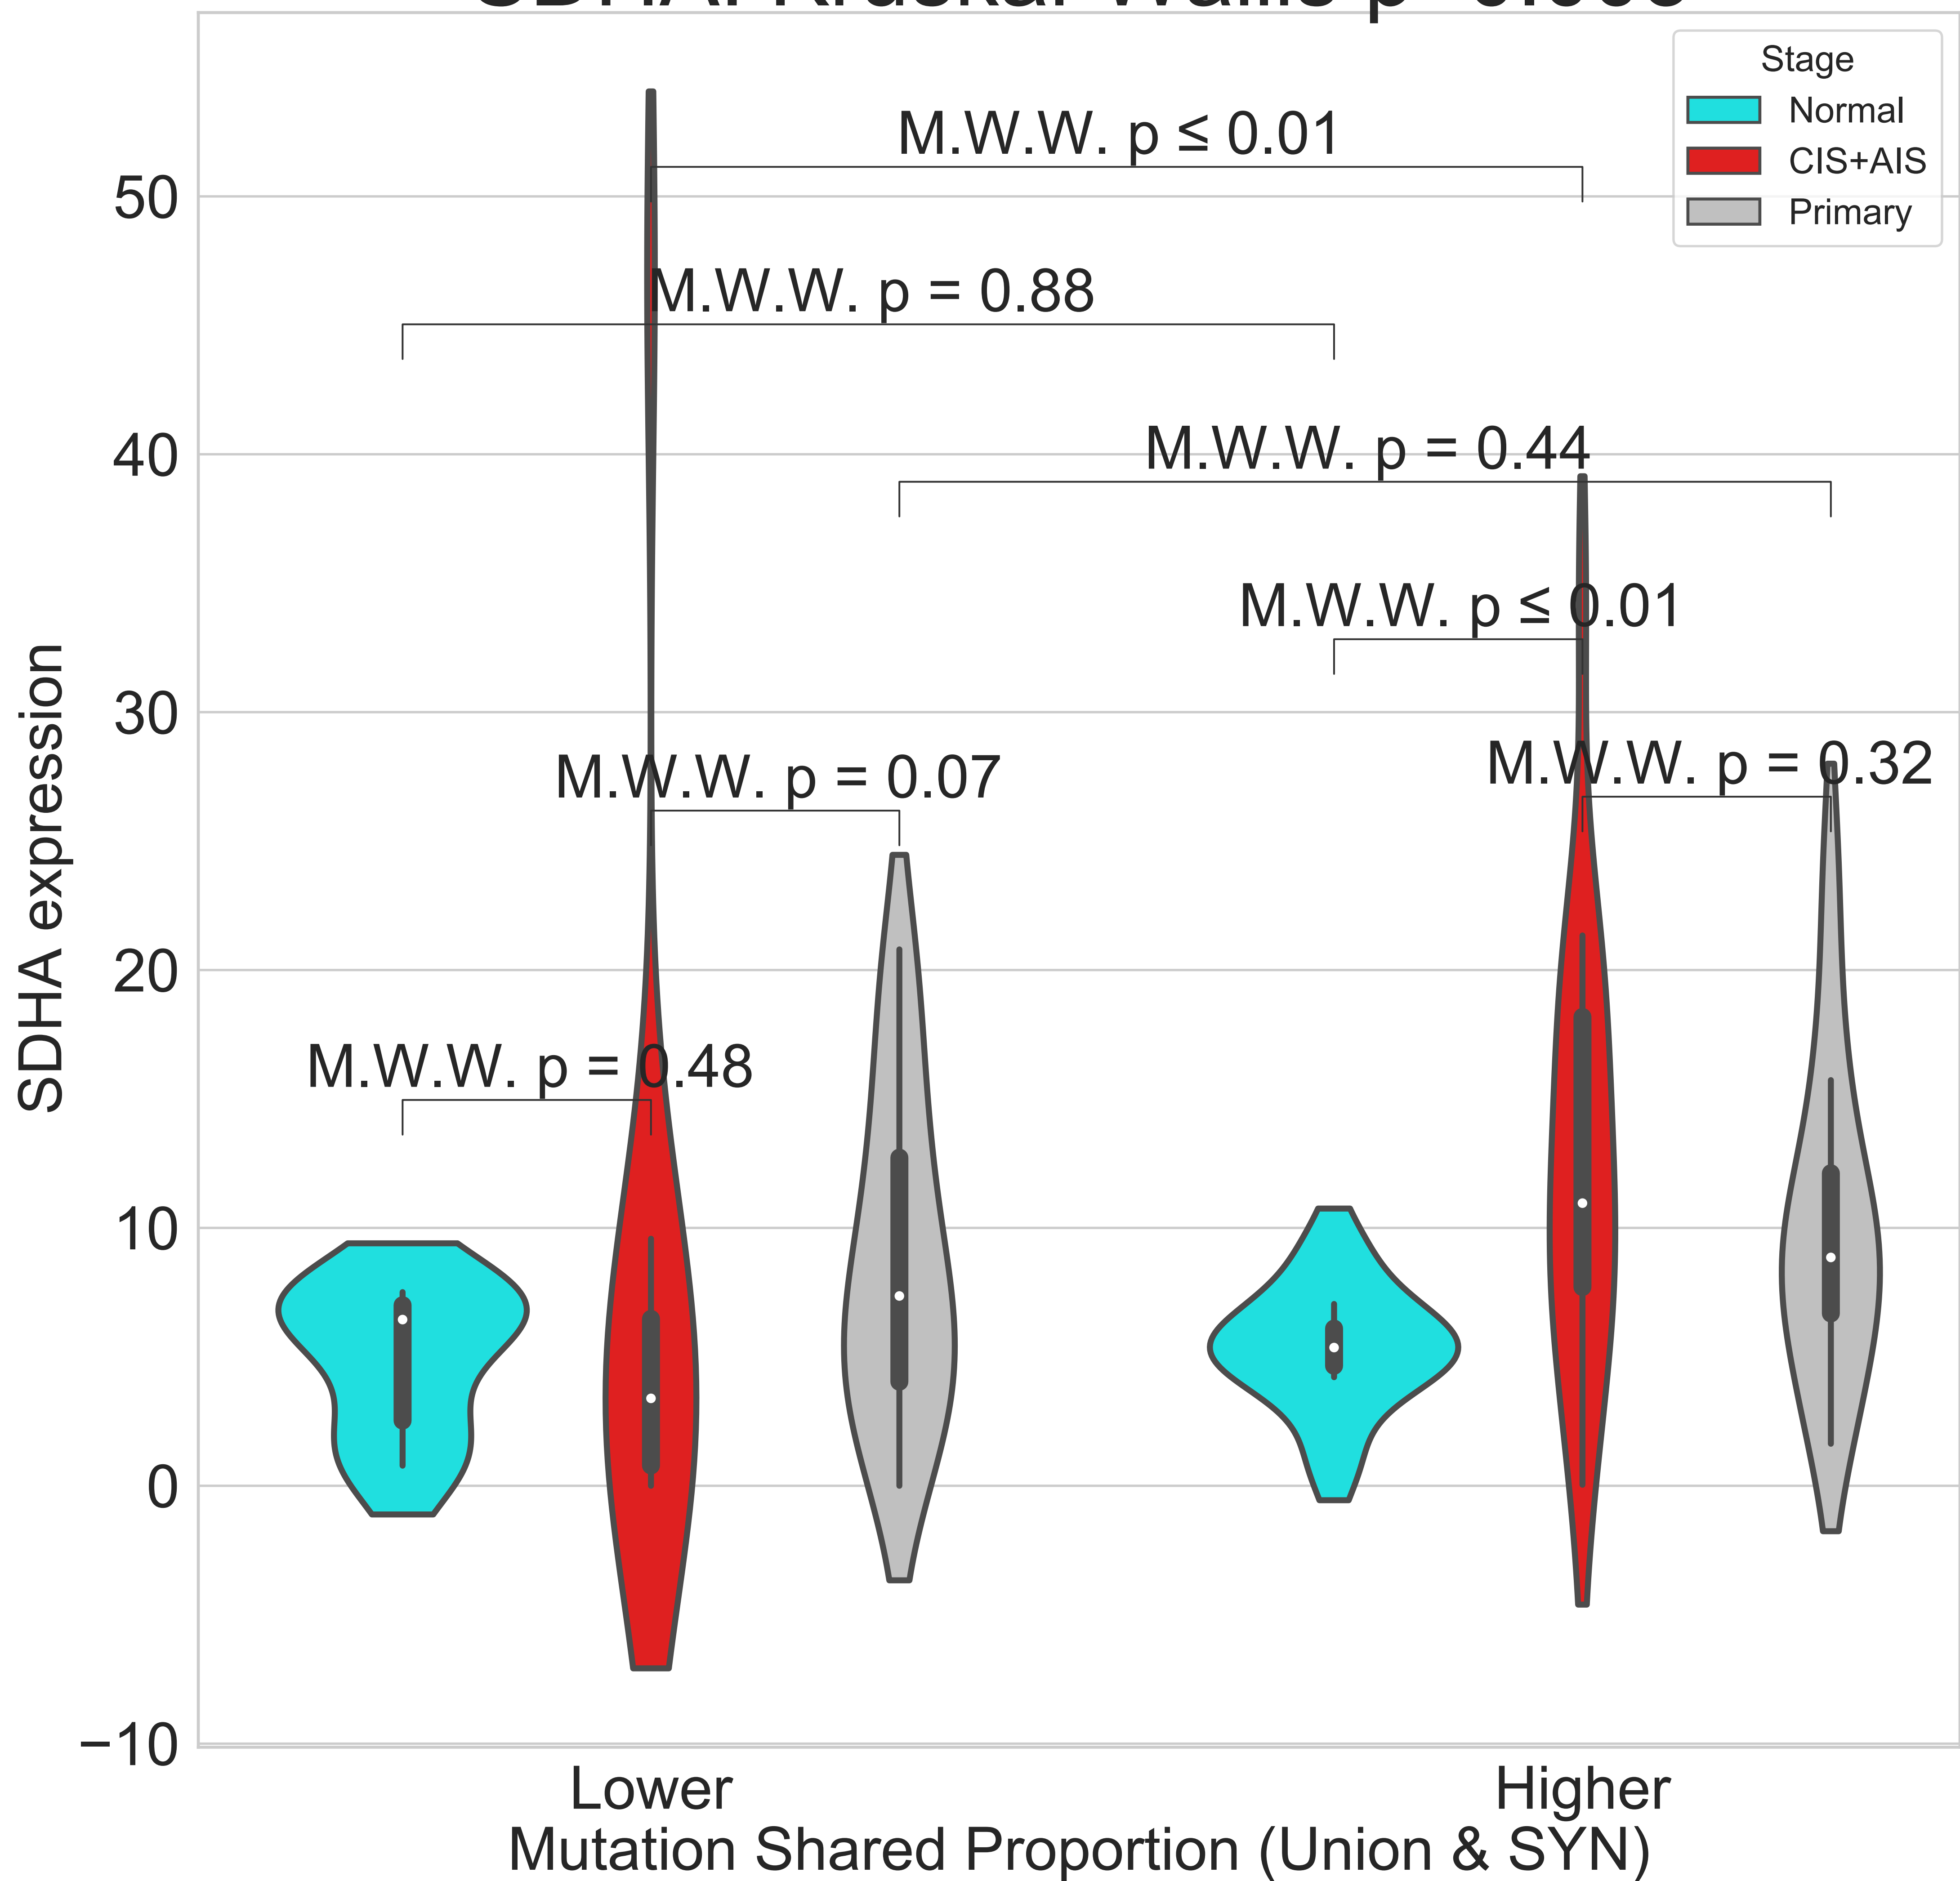 Stage
Normal
CIS+AIS
Primary
M.W.W. p ≤ 0.01
50
M.W.W. p = 0.88
M.W.W. p = 0.44
40
M.W.W. p ≤ 0.01
30
M.W.W. p = 0.07
M.W.W. p = 0.32
SDHA expression
20
M.W.W. p = 0.48
10
0
−10
Lower
Higher
Mutation Shared Proportion (Union & SYN)